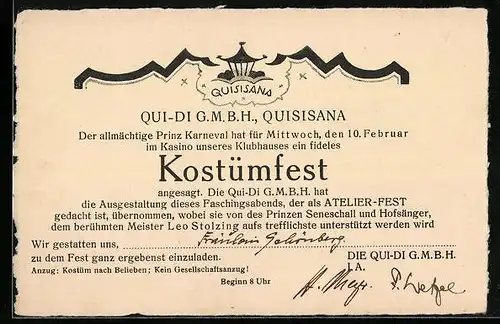 QUISISANA
QUI-DI G.M.B.H., QUISISANA
Der allmächtige Prinz Karneval hat für Mittwoch, den 10. Februar
im Kasino unseres Klubhauses ein fideles
Kostümfest
angesagt. Die Qui-Di G.M.B.H. hat
die Ausgestaltung dieses Faschingsabends, der als ATELIER-FEST
gedacht ist, übernommen, wobei sie von des Prinzen Seneschall und Hofsänger,
dem berühmten Meister Leo Stolzing aufs trefflichste unterstützt werden wird
Wir gestatten uns, Fräulein Schönberg
zu dem Fest ganz ergebenst einzuladen. DIE QUI-DI G.M.B.H.
Anzug: Kostüm nach Belieben; Kein Gesellschaftsanzug! I.A.
Beginn 8 Uhr